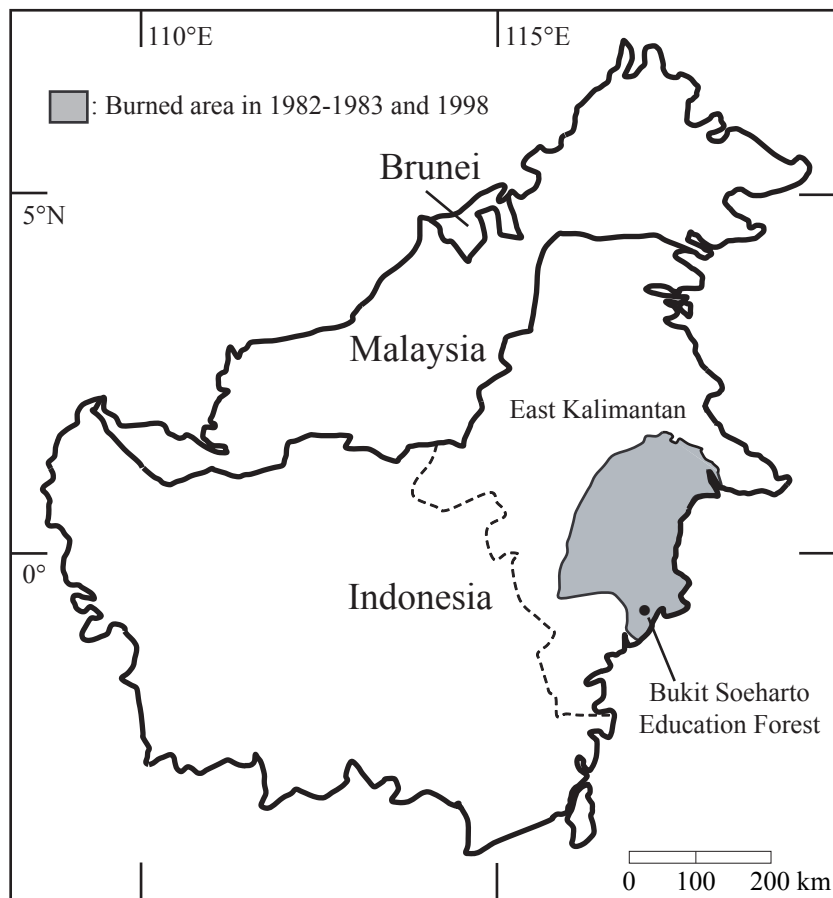 110°E
115°E
: Burned area in 1982-1983 and 1998
Brunei
5°N
Malaysia
East Kalimantan
0°
Indonesia
Bukit Soeharto
Education Forest
0 100 200 km